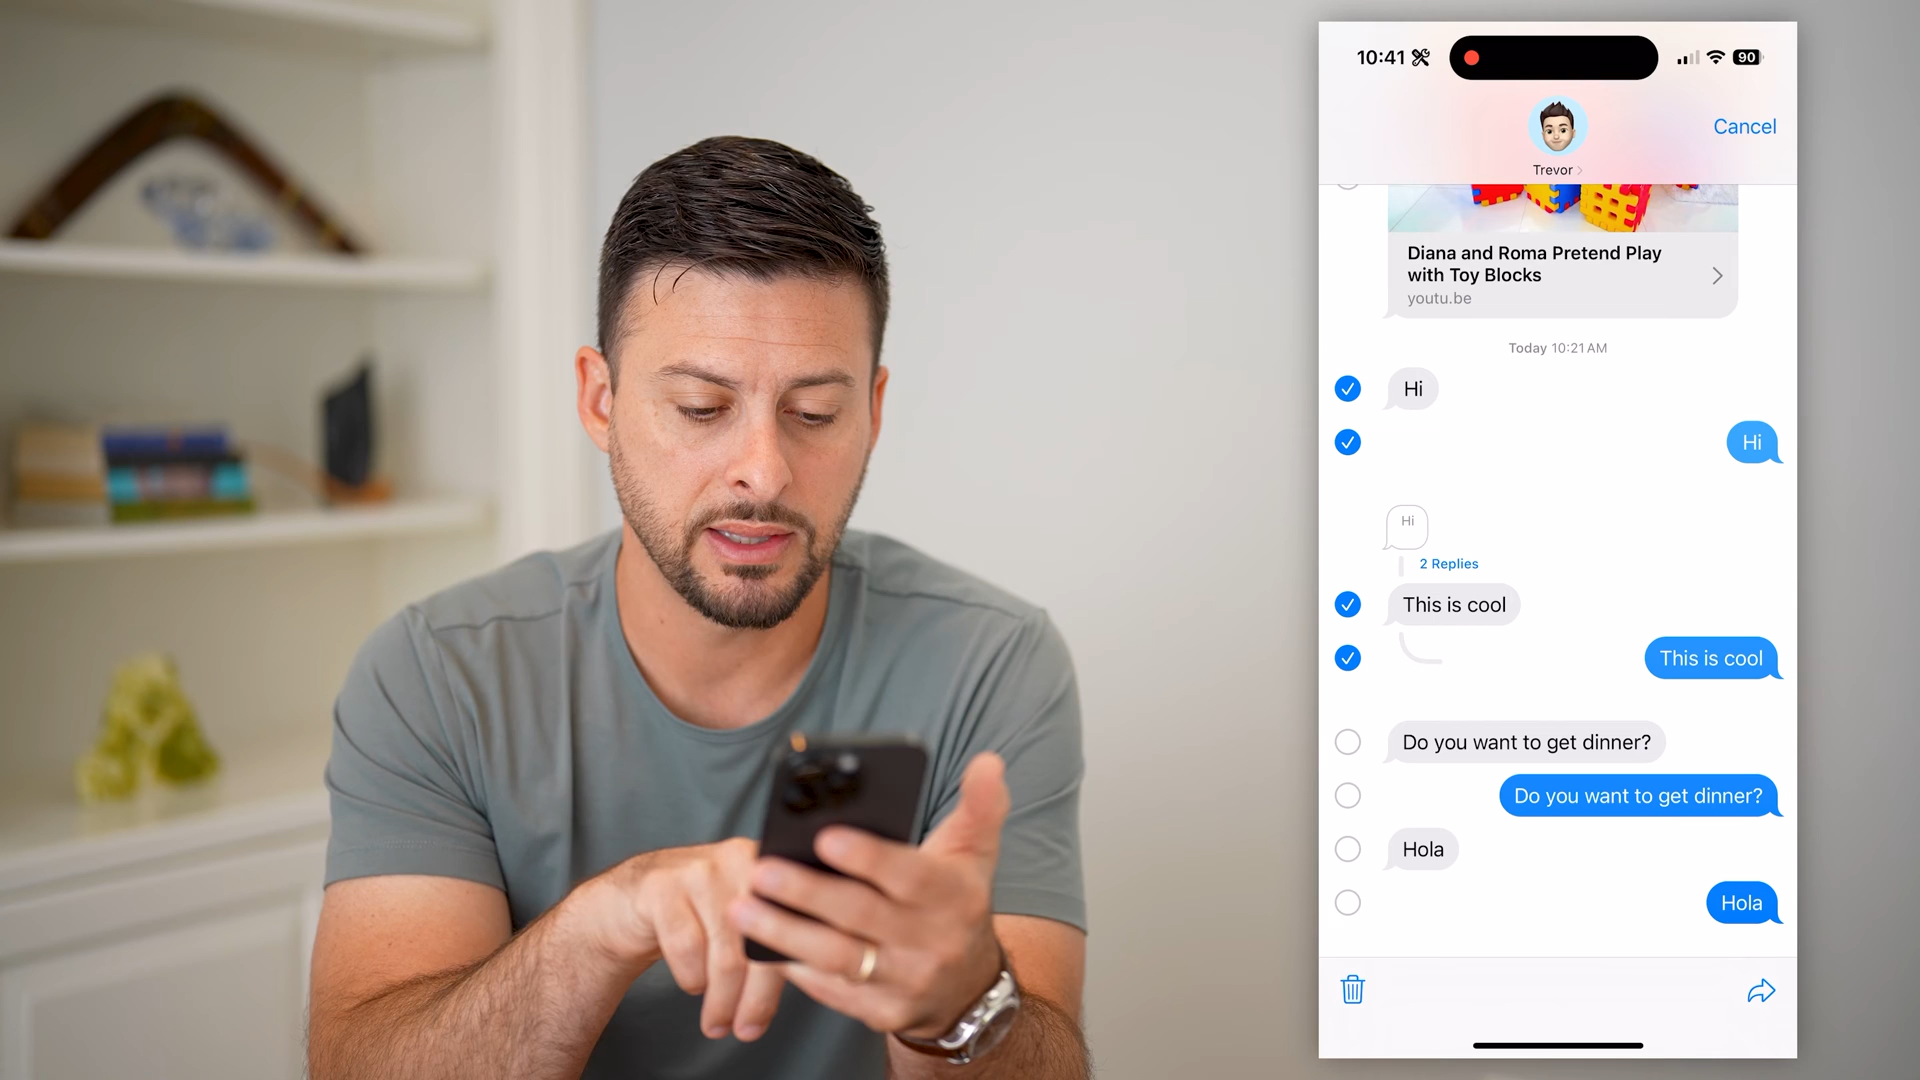 10:41
90
Cancel
Trevor
Diana and Roma Pretend Play
with Toy Blocks
youtu.be
Today 10:21 AM
Hi
Hi
Hi
2 Replies
This is cool
This is cool
Do you want to get dinner?
Do you want to get dinner?
Hola
Hola